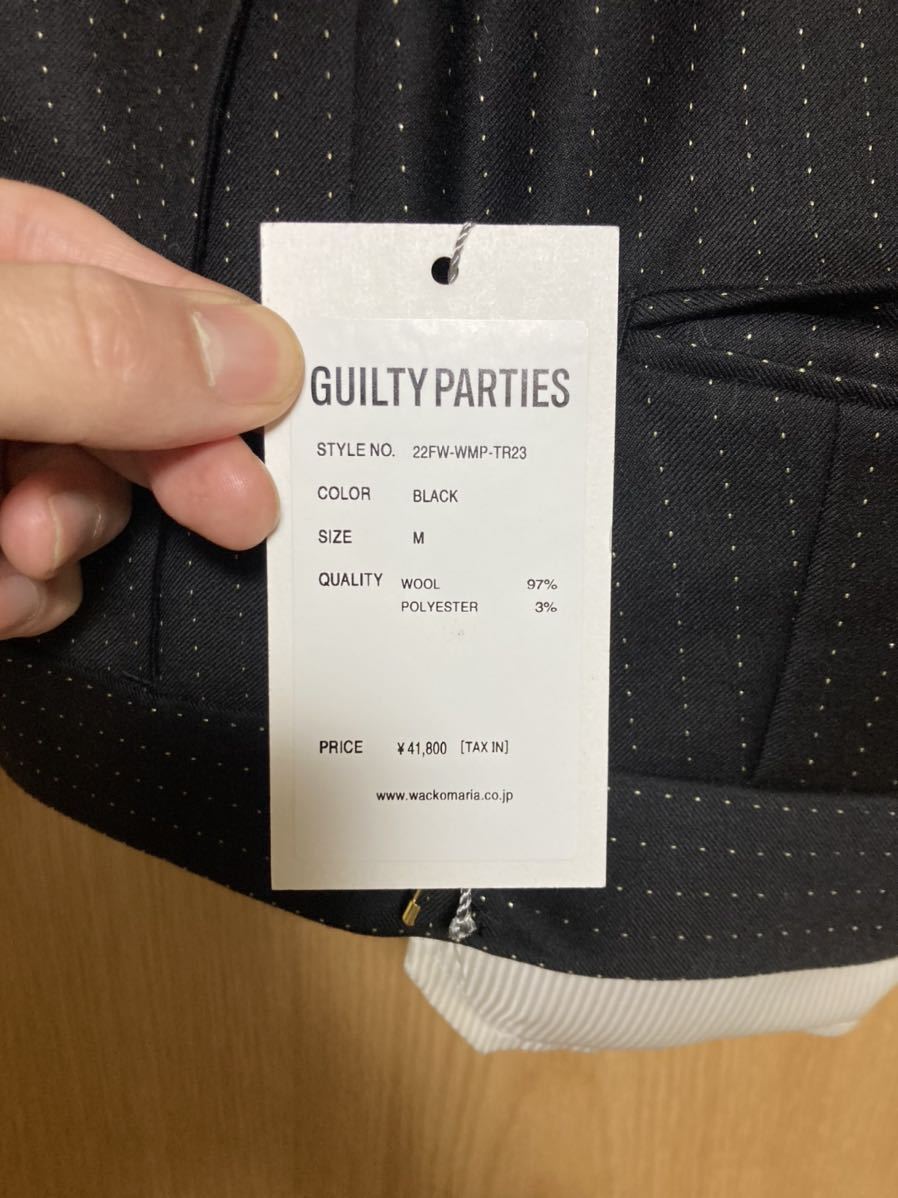 GUILTY PARTIES
STYLE NO. 22FW-WMP-TR23
COLOR BLACK
SIZE M
QUALITY WOOL 97%
POLYESTER 3%
PRICE ¥41,800 [TAX IN]
www.wackomaria.co.jp